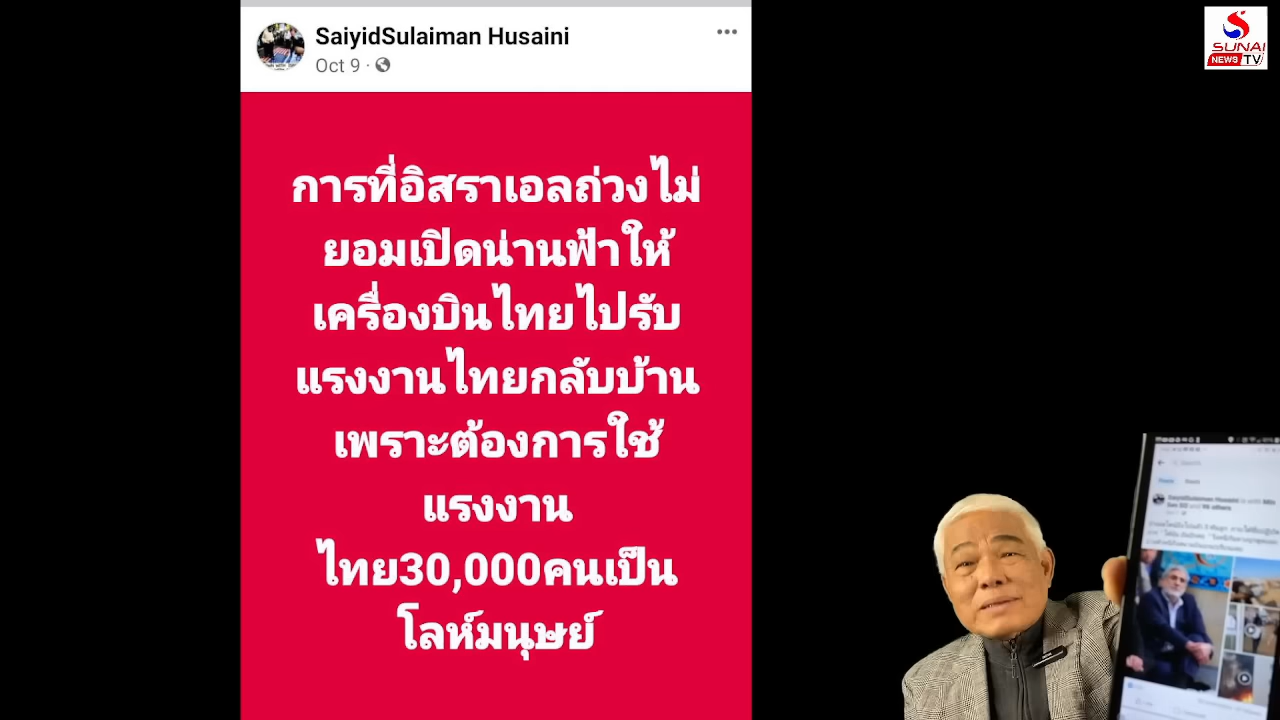 SaiyidSulaiman Husaini
Oct 9
การที่อิสราเอลถ่วงไม่
ยอมเปิดน่านฟ้าให้
เครื่องบินไทยไปรับ
แรงงานไทยกลับบ้าน
เพราะต้องการใช้
แรงงาน
ไทย30,000คนเป็น
โลห์มนุษย์
SUNAI
NEWS TV